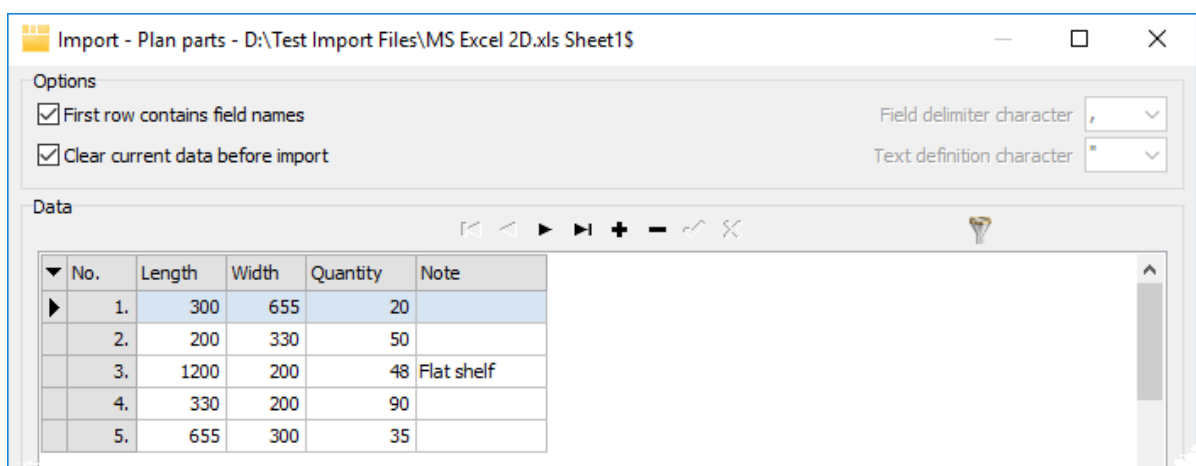 Import - Plan parts - D:\Test Import Files\MS Excel 2D.xls Sheet1$
Options
First row contains field names
Field delimiter character ,
Clear current data before import
Text definition character "
Data
No. Length Width Quantity Note
1. 300 655 20
2. 200 330 50
3. 1200 200 48 Flat shelf
4. 330 200 90
5. 655 300 35